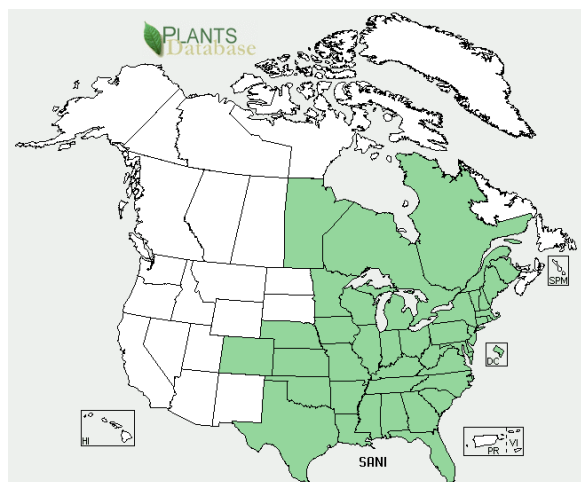 PLANTS
Database
SPM
DC
HI
PR
VI
SANI